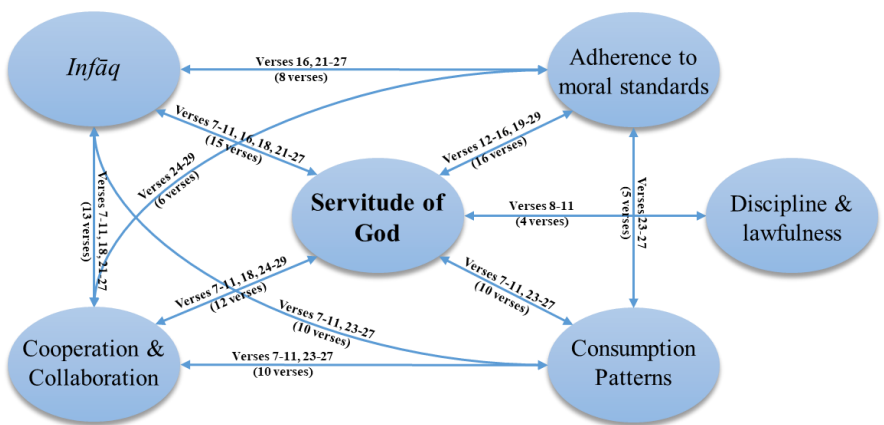 Infāq
Verses 16, 21-27
(8 verses)
Adherence to
moral standards
Verses 7-11, 16, 18, 21-27
(15 verses)
Verses 12-16, 19-29
(16 verses)
Verses 24-29
(6 verses)
Verses 7-11, 18, 21-27
(13 verses)
Servitude of
God
Verses 8-11
(4 verses)
Verses 23-27
(5 verses)
Discipline &
lawfulness
Verses 7-11, 18, 24-29
(12 verses)
Verses 7-11, 23-27
(10 verses)
Verses 7-11, 23-27
(10 verses)
Cooperation &
Collaboration
Verses 7-11, 23-27
(10 verses)
Consumption
Patterns